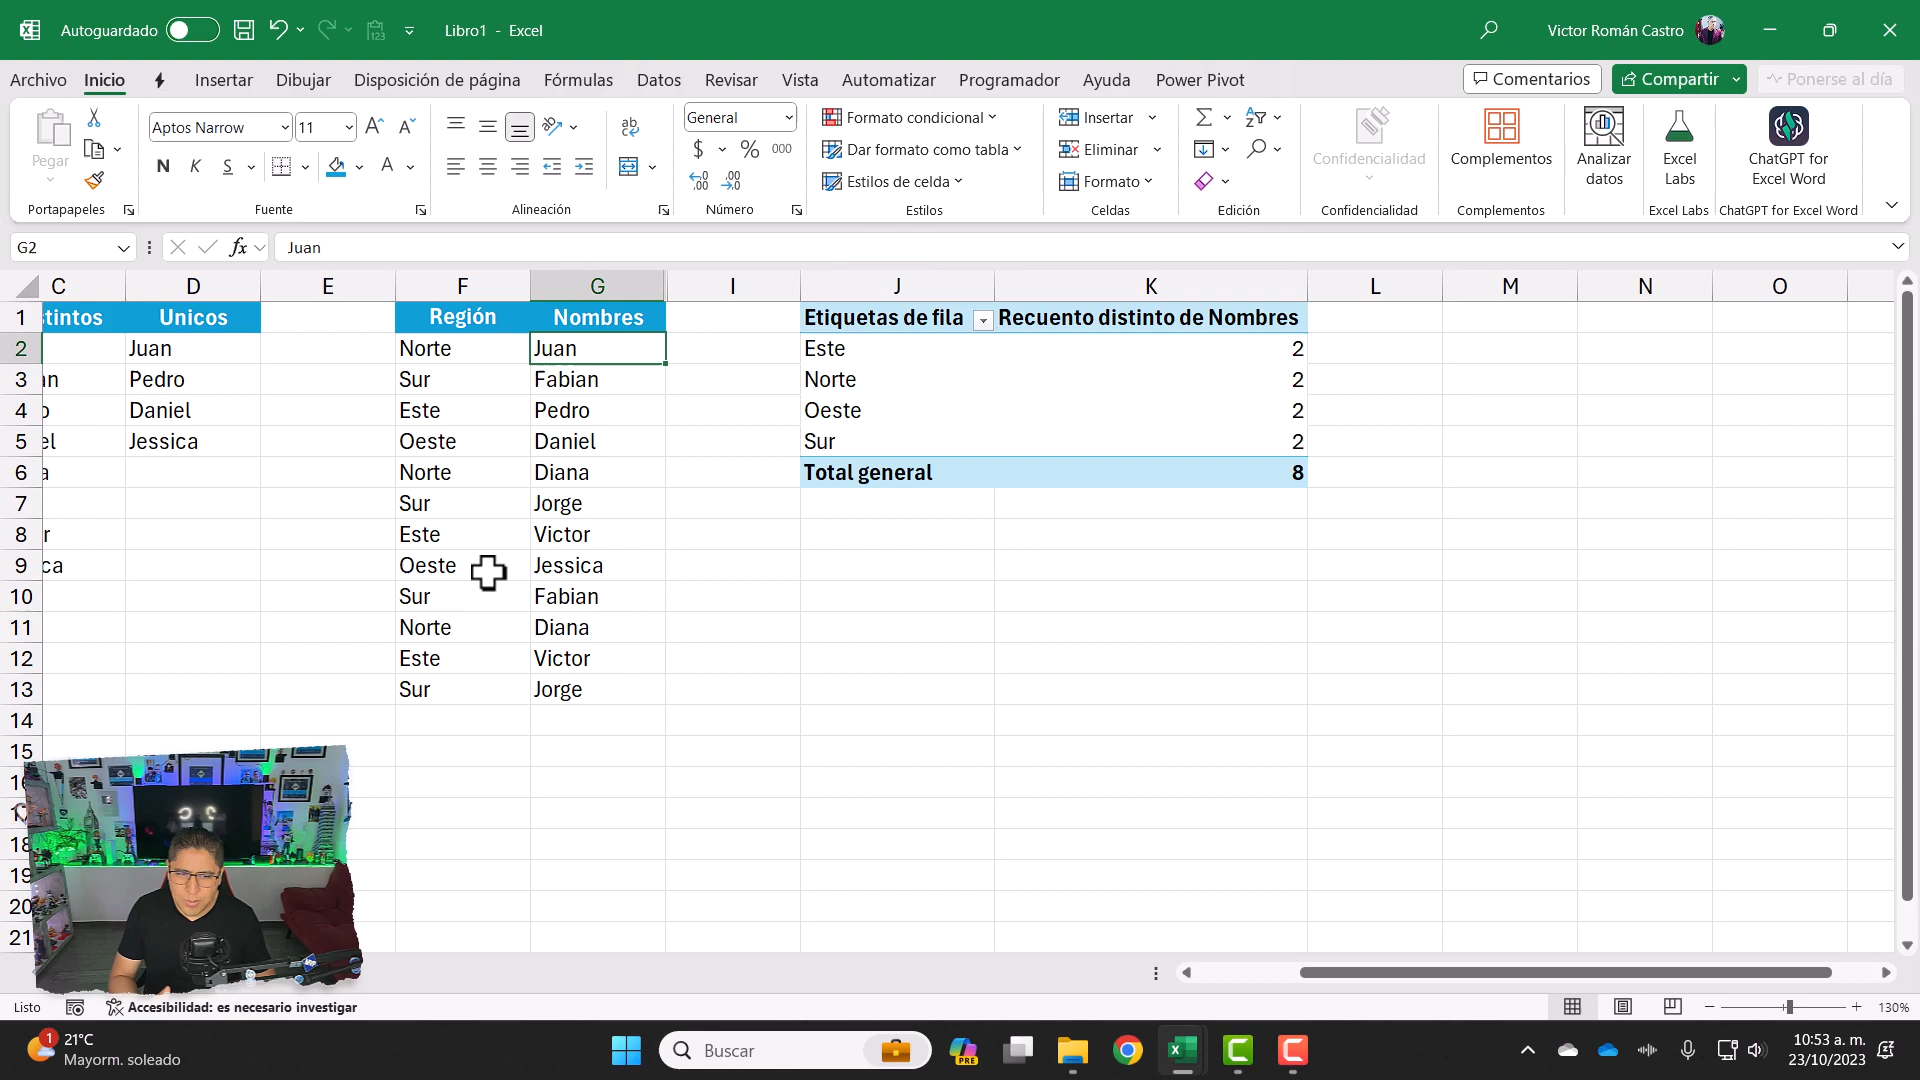 Autoguardado
Libro1 - Excel
Victor Román Castro
Archivo Inicio Insertar Dibujar Disposición de página Fórmulas Datos Revisar Vista Automatizar Programador Ayuda Power Pivot
Comentarios
Compartir
Ponerse al día
Pegar
Portapapeles
Aptos Narrow
11
N K S
Fuente
Alineación
General
$ % 000
Número
Formato condicional
Dar formato como tabla
Estilos de celda
Estilos
Insertar
Eliminar
Formato
Celdas
Edición
Confidencialidad
Confidencialidad
Complementos
Complementos
Analizar
datos
Excel
Labs
Excel Labs
ChatGPT for
Excel Word
ChatGPT for Excel Word
G2
fx
Juan
C D E F G I J K L M N O
1 tintos Unicos Región Nombres Etiquetas de fila Recuento distinto de Nombres
2 Juan Norte Juan Este 2
3 an Pedro Sur Fabian Norte 2
4 o Daniel Este Pedro Oeste 2
5 el Jessica Oeste Daniel Sur 2
6 a Norte Diana Total general 8
7 Sur Jorge
8 r Este Victor
9 ca Oeste Jessica
10 Sur Fabian
11 Norte Diana
12 Este Victor
13 Sur Jorge
14
15
18
19
20
21
Listo
Accesibilidad: es necesario investigar
130%
1
21°C
Mayorm. soleado
Buscar
PRE
10:53 a. m.
23/10/2023